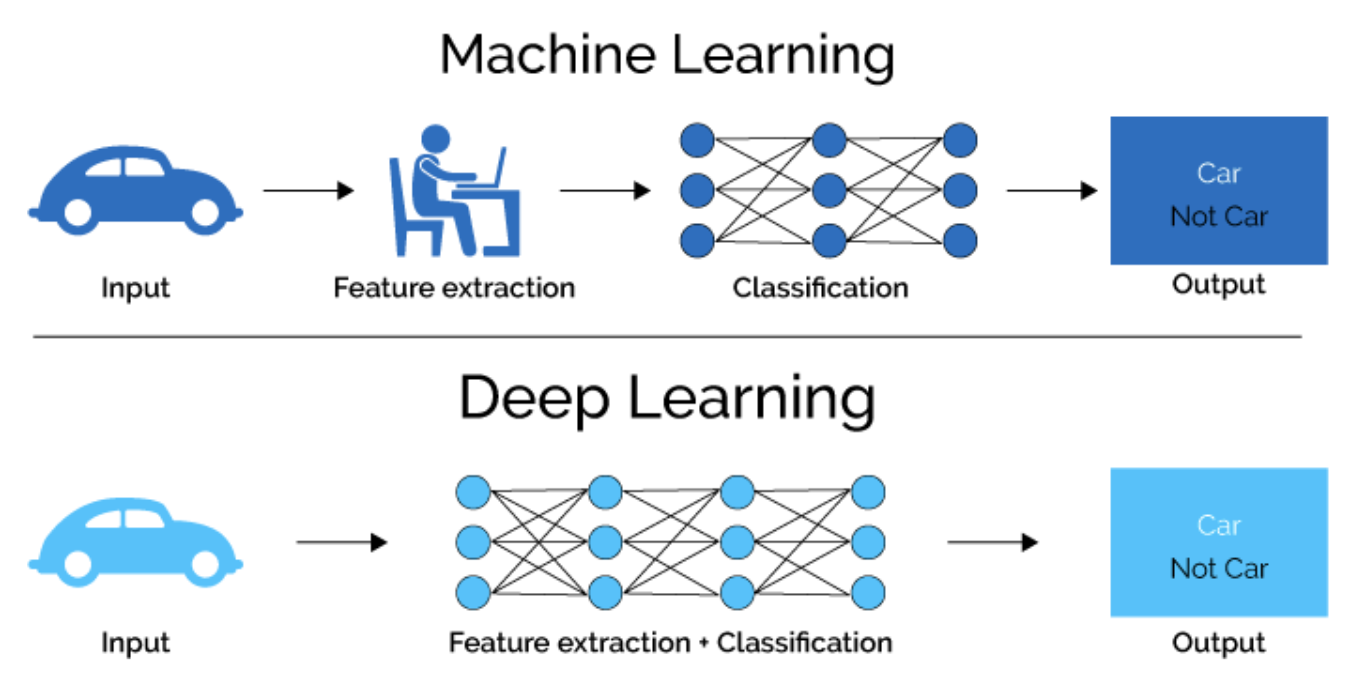 Machine Learning
Car
Not Car
Input
Feature extraction
Classification
Output
Deep Learning
Car
Not Car
Input
Feature extraction + Classification
Output